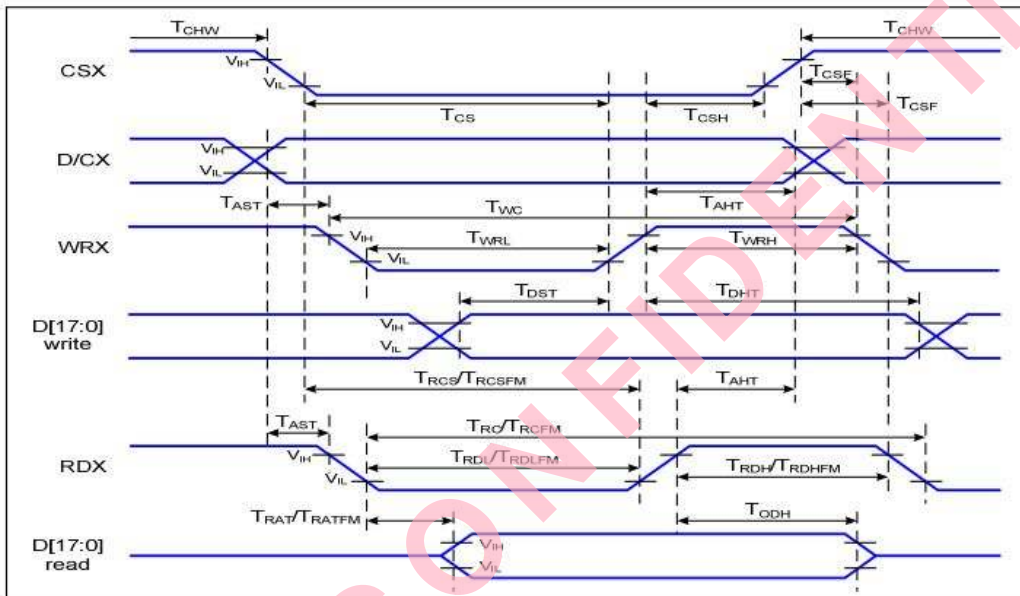 TCHW TCHW
VIH
CSX
TCSF
VIL
TCS TCSH TCSF
VIH
D/CX
VIL
TAST TWC TAHT
WRX VIH TWRL TWRH
VIL
TDST TDHT
D[17:0] VIH
write
VIL
TRCS/TRCSFM TAHT
TAST TRC/TRCFM
RDX VIH TRDL/TRDLFM TRDH/TRDHFM
VIL
TRAT/TRATFM TODH
D[17:0] VIH
read VIL
CONFIDENTI